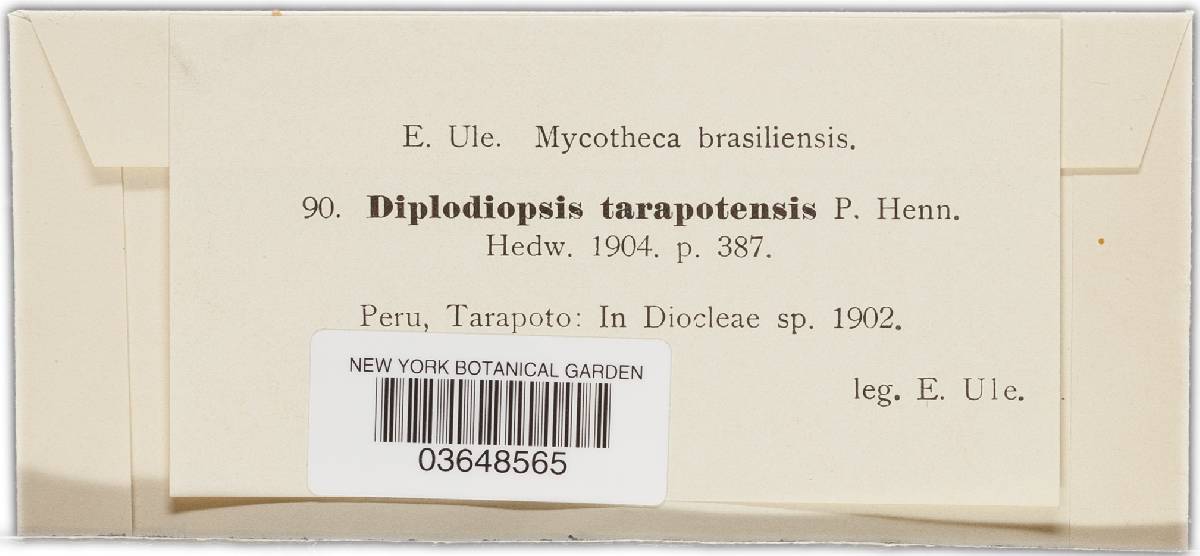 E. Ule. Mycotheca brasiliensis.
90. Diplodiopsis tarapotensis P. Henn.
Hedw. 1904. p. 387.
Peru, Tarapoto: In Diocleae sp. 1902.
leg. E. Ule.
NEW YORK BOTANICAL GARDEN
03648565